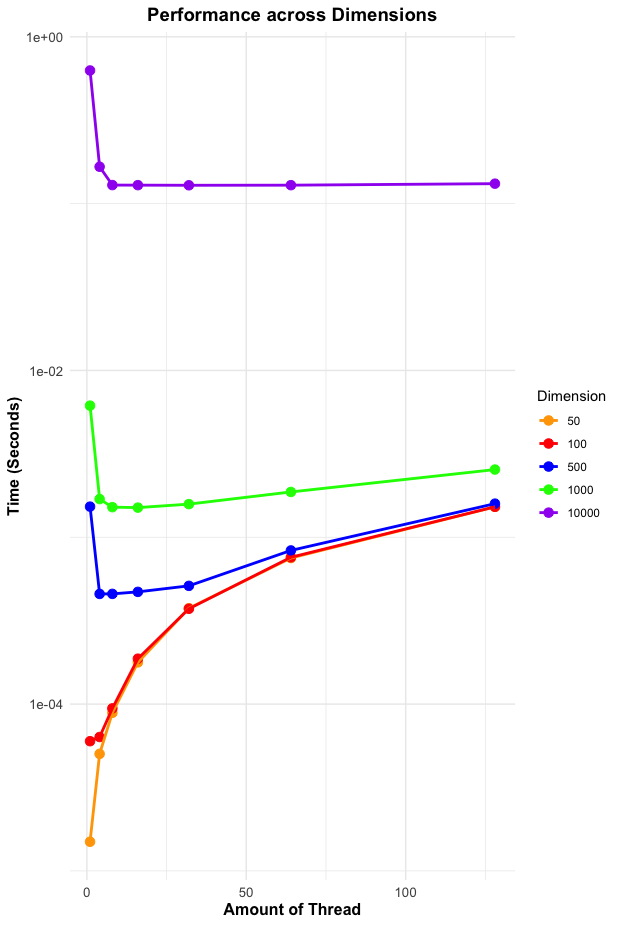 Performance across Dimensions
1e+00
1e-02
1e-04
Time (Seconds)
0
50
100
Amount of Thread
Dimension
50
100
500
1000
10000